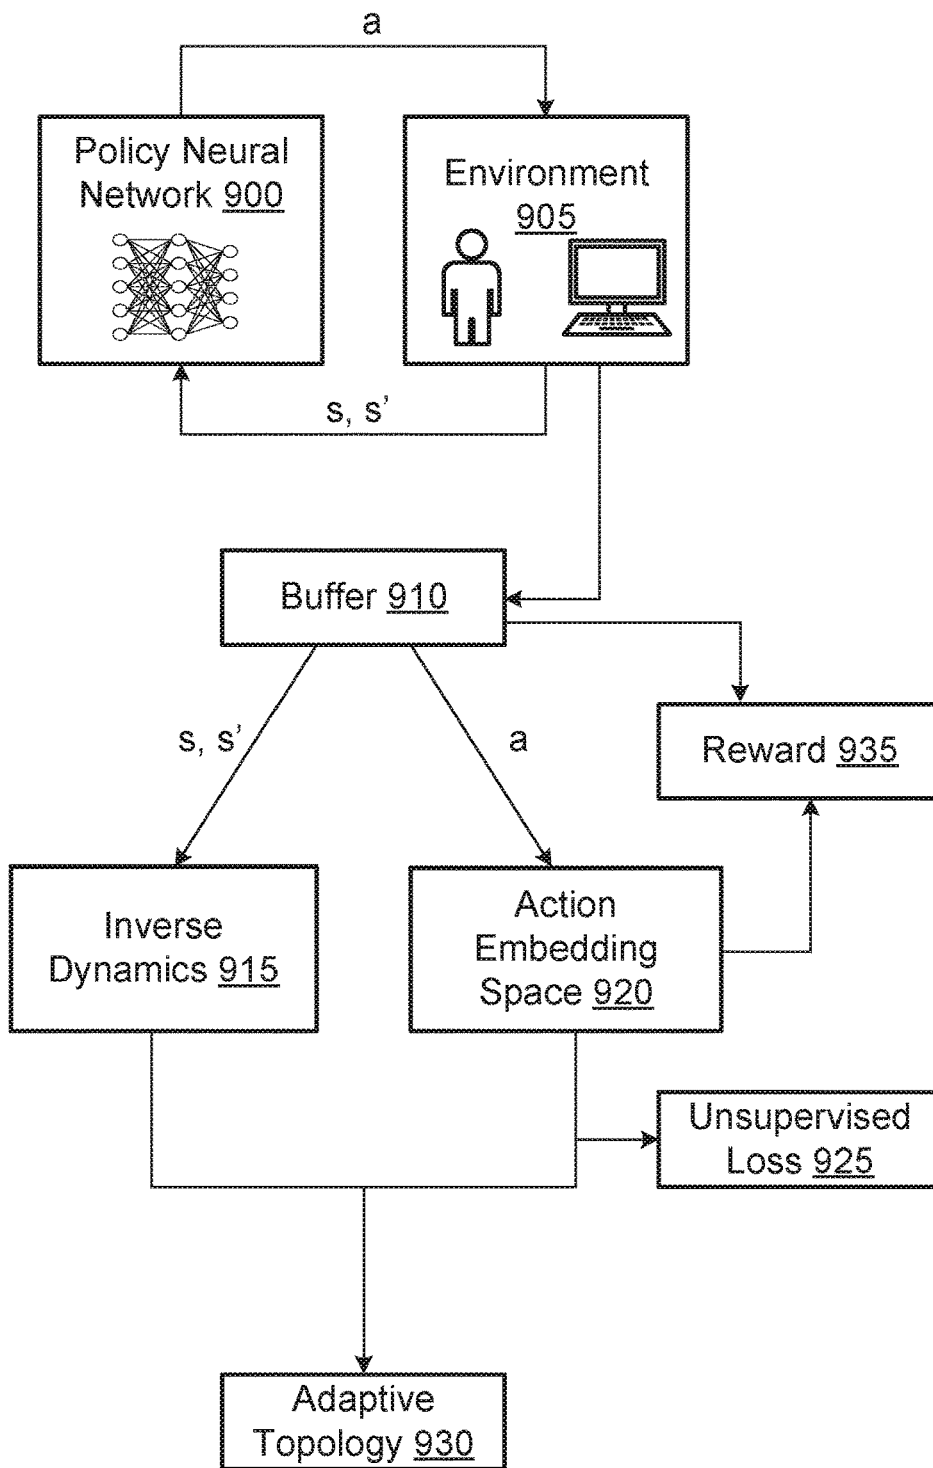 a
Policy Neural
Network 900
Environment
905
s, s’
Buffer 910
s, s’
a
Reward 935
Inverse
Dynamics 915
Action
Embedding
Space 920
Unsupervised
Loss 925
Adaptive
Topology 930